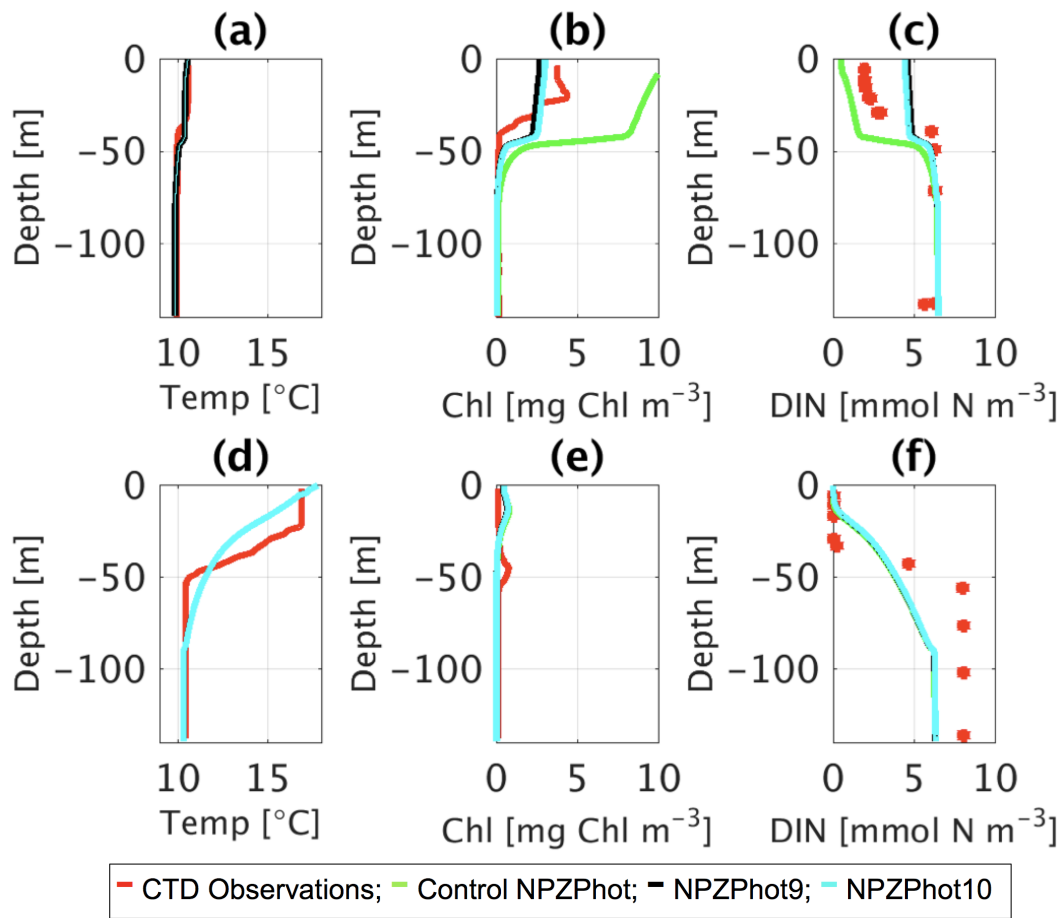 (a) (b) (c)
0 0 0
−50 −50 −50
−100 −100 −100
Depth [m] Depth [m] Depth [m]
10 15 0 5 10 0 5 10
Temp [°C] Chl [mg Chl m⁻³] DIN [mmol N m⁻³]
(d) (e) (f)
0 0 0
−50 −50 −50
−100 −100 −100
Depth [m] Depth [m] Depth [m]
10 15 0 5 10 0 5 10
Temp [°C] Chl [mg Chl m⁻³] DIN [mmol N m⁻³]
CTD Observations; Control NPZPhot; NPZPhot9; NPZPhot10